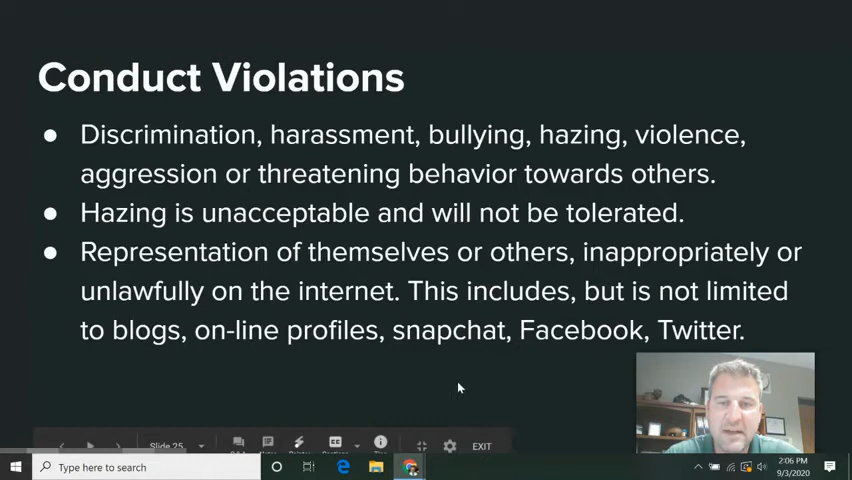 Conduct Violations
● Discrimination, harassment, bullying, hazing, violence,
aggression or threatening behavior towards others.
● Hazing is unacceptable and will not be tolerated.
● Representation of themselves or others, inappropriately or
unlawfully on the internet. This includes, but is not limited
to blogs, on-line profiles, snapchat, Facebook, Twitter.
Slide 25
EXIT
Type here to search
2:06 PM
9/3/2020